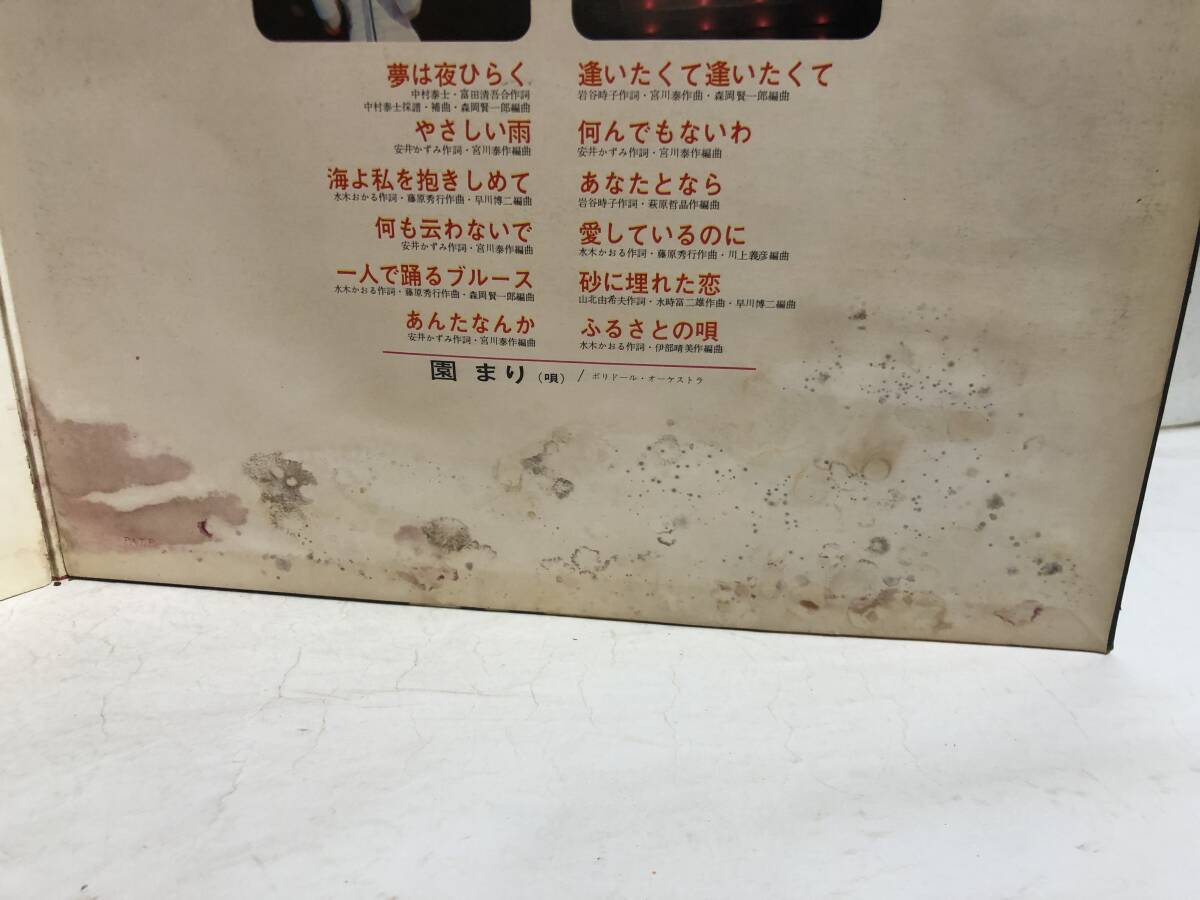 夢は夜ひらく
中村泰士・富田清吾合作詞
中村泰士採譜・補曲・森岡賢一郎編曲
やさしい雨
安井かずみ作詞・宮川泰作編曲
海よ私を抱きしめて
水木おかる作詞・藤原秀行作曲・早川博二編曲
何も云わないで
安井かずみ作詞・宮川泰作編曲
一人で踊るブルース
水木かおる作詞・藤原秀行作曲・森岡賢一郎編曲
あんたなんか
安井かずみ作詞・宮川泰作編曲
逢いたくて逢いたくて
岩谷時子作詞・宮川泰作曲・森岡賢一郎編曲
何んでもないわ
安井かずみ作詞・宮川泰作編曲
あなたとなら
岩谷時子作詞・萩原哲晶作編曲
愛しているのに
水木かおる作詞・藤原秀行作曲・川上義彦編曲
砂に埋れた恋
山北由希夫作詞・水時富二雄作曲・早川博二編曲
ふるさとの唄
水木かおる作詞・伊部晴美作編曲
園 まり (唄) / ポリドール・オーケストラ